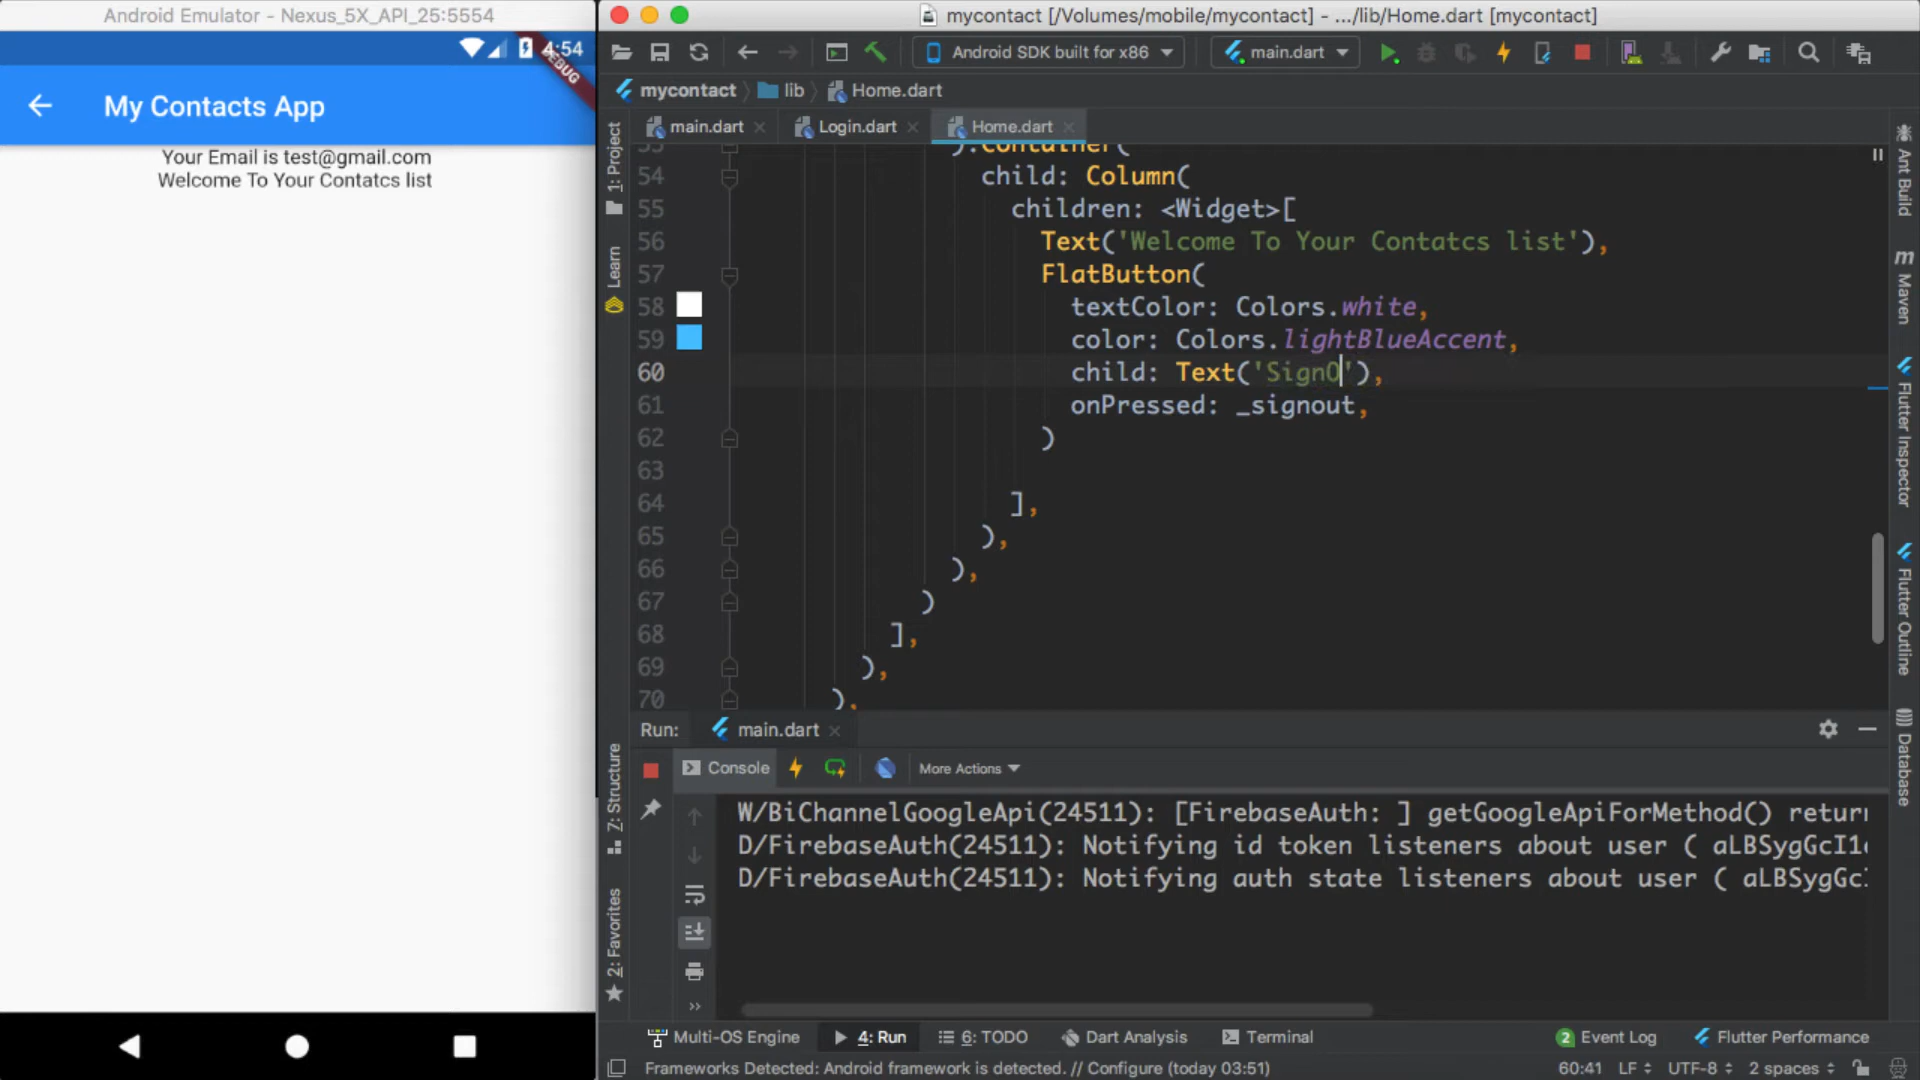 Android Emulator - Nexus_5X_API_25:5554
4:54
DEBUG
My Contacts App
Your Email is test@gmail.com
Welcome To Your Contatcs list
mycontact [/Volumes/mobile/mycontact] - .../lib/Home.dart [mycontact]
Android SDK built for x86
main.dart
mycontact
lib
Home.dart
main.dart
Login.dart
Home.dart
53 ):Container(
54 child: Column(
55 children: <Widget>[
56 Text('Welcome To Your Contatcs list'),
57 FlatButton(
58 textColor: Colors.white,
59 color: Colors.lightBlueAccent,
60 child: Text('SignO'),
61 onPressed: _signout,
62 )
63
64 ],
65 ),
66 ),
67 )
68 ],
69 ),
70 ),
1: Project
Learn
Z: Structure
2: Favorites
Ant Build
m Maven
Flutter Inspector
Flutter Outline
Database
Run:
main.dart
Console
More Actions
W/BiChannelGoogleApi(24511): [FirebaseAuth: ] getGoogleApiForMethod() return
D/FirebaseAuth(24511): Notifying id token listeners about user ( aLBSygGcI1
D/FirebaseAuth(24511): Notifying auth state listeners about user ( aLBSygGc
Multi-OS Engine
4: Run
6: TODO
Dart Analysis
Terminal
2 Event Log
Flutter Performance
Frameworks Detected: Android framework is detected. // Configure (today 03:51)
60:41
LF
UTF-8
2 spaces